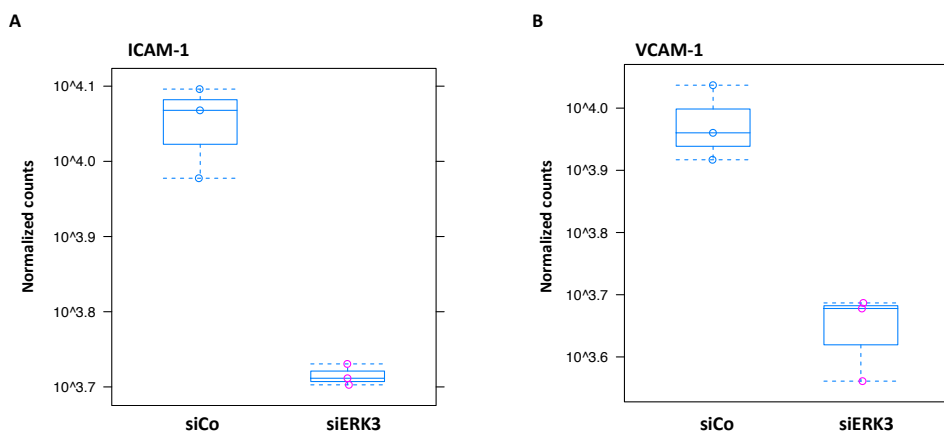 A
ICAM-1
Normalized counts
10^4.1
10^4.0
10^3.9
10^3.8
10^3.7
siCo siERK3
B
VCAM-1
Normalized counts
10^4.0
10^3.9
10^3.8
10^3.7
10^3.6
siCo siERK3